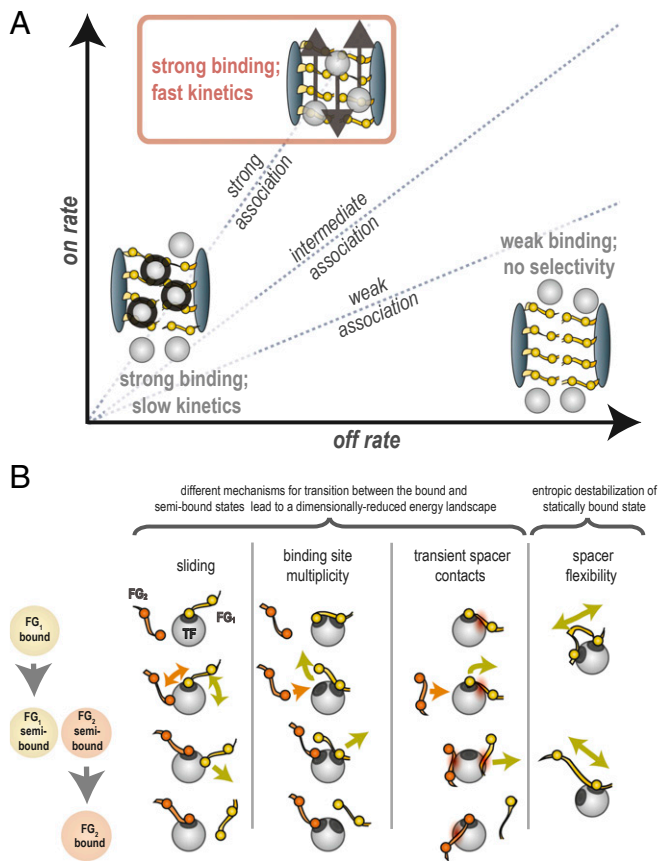 A
strong binding;
fast kinetics
strong
association
intermediate
association
weak
association
weak binding;
no selectivity
strong binding;
slow kinetics
on rate
off rate
B
different mechanisms for transition between the bound and
semi-bound states lead to a dimensionally-reduced energy landscape
entropic destabilization of
statically bound state
sliding
binding site
multiplicity
transient spacer
contacts
spacer
flexibility
FG2
FG1
TF
FG1
bound
FG1
semi-
bound
FG2
semi-
bound
FG2
bound